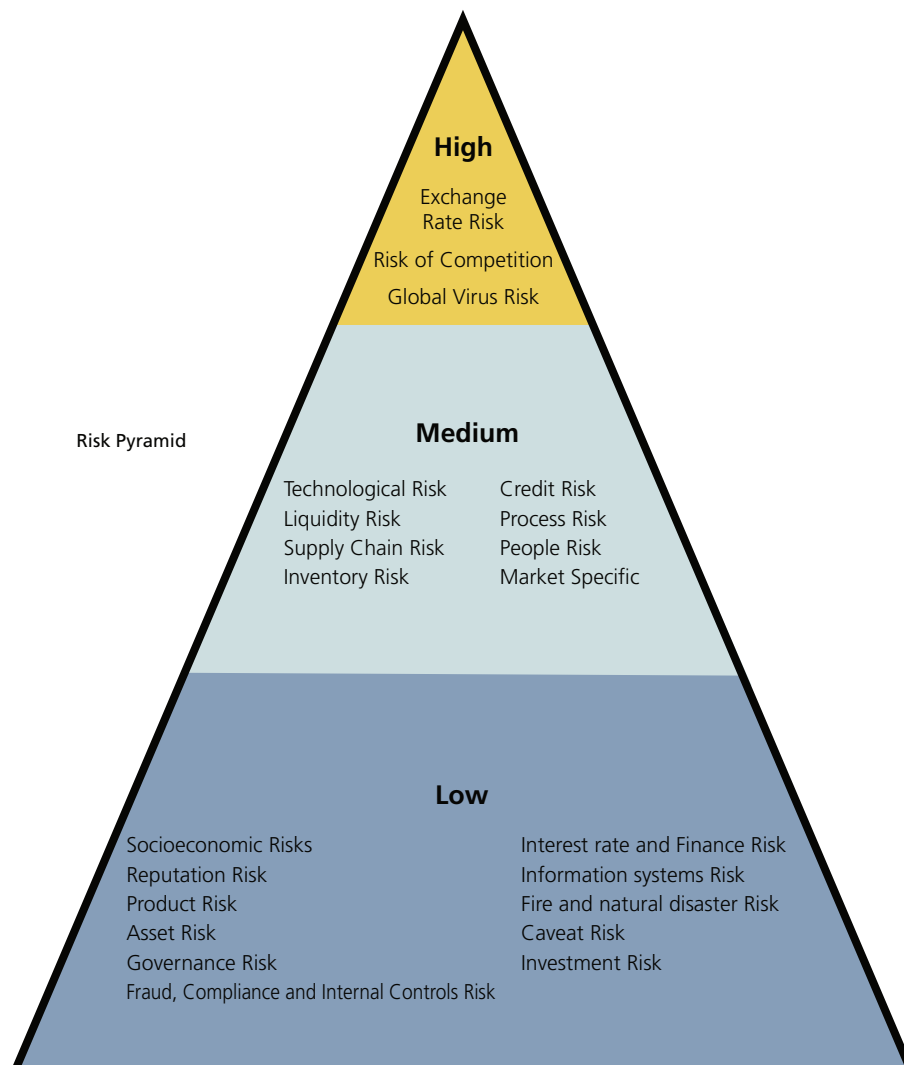 High
Exchange
Rate Risk
Risk of Competition
Global Virus Risk
Risk Pyramid
Medium
Technological Risk
Liquidity Risk
Supply Chain Risk
Inventory Risk
Credit Risk
Process Risk
People Risk
Market Specific
Low
Socioeconomic Risks
Reputation Risk
Product Risk
Asset Risk
Governance Risk
Fraud, Compliance and Internal Controls Risk
Interest rate and Finance Risk
Information systems Risk
Fire and natural disaster Risk
Caveat Risk
Investment Risk